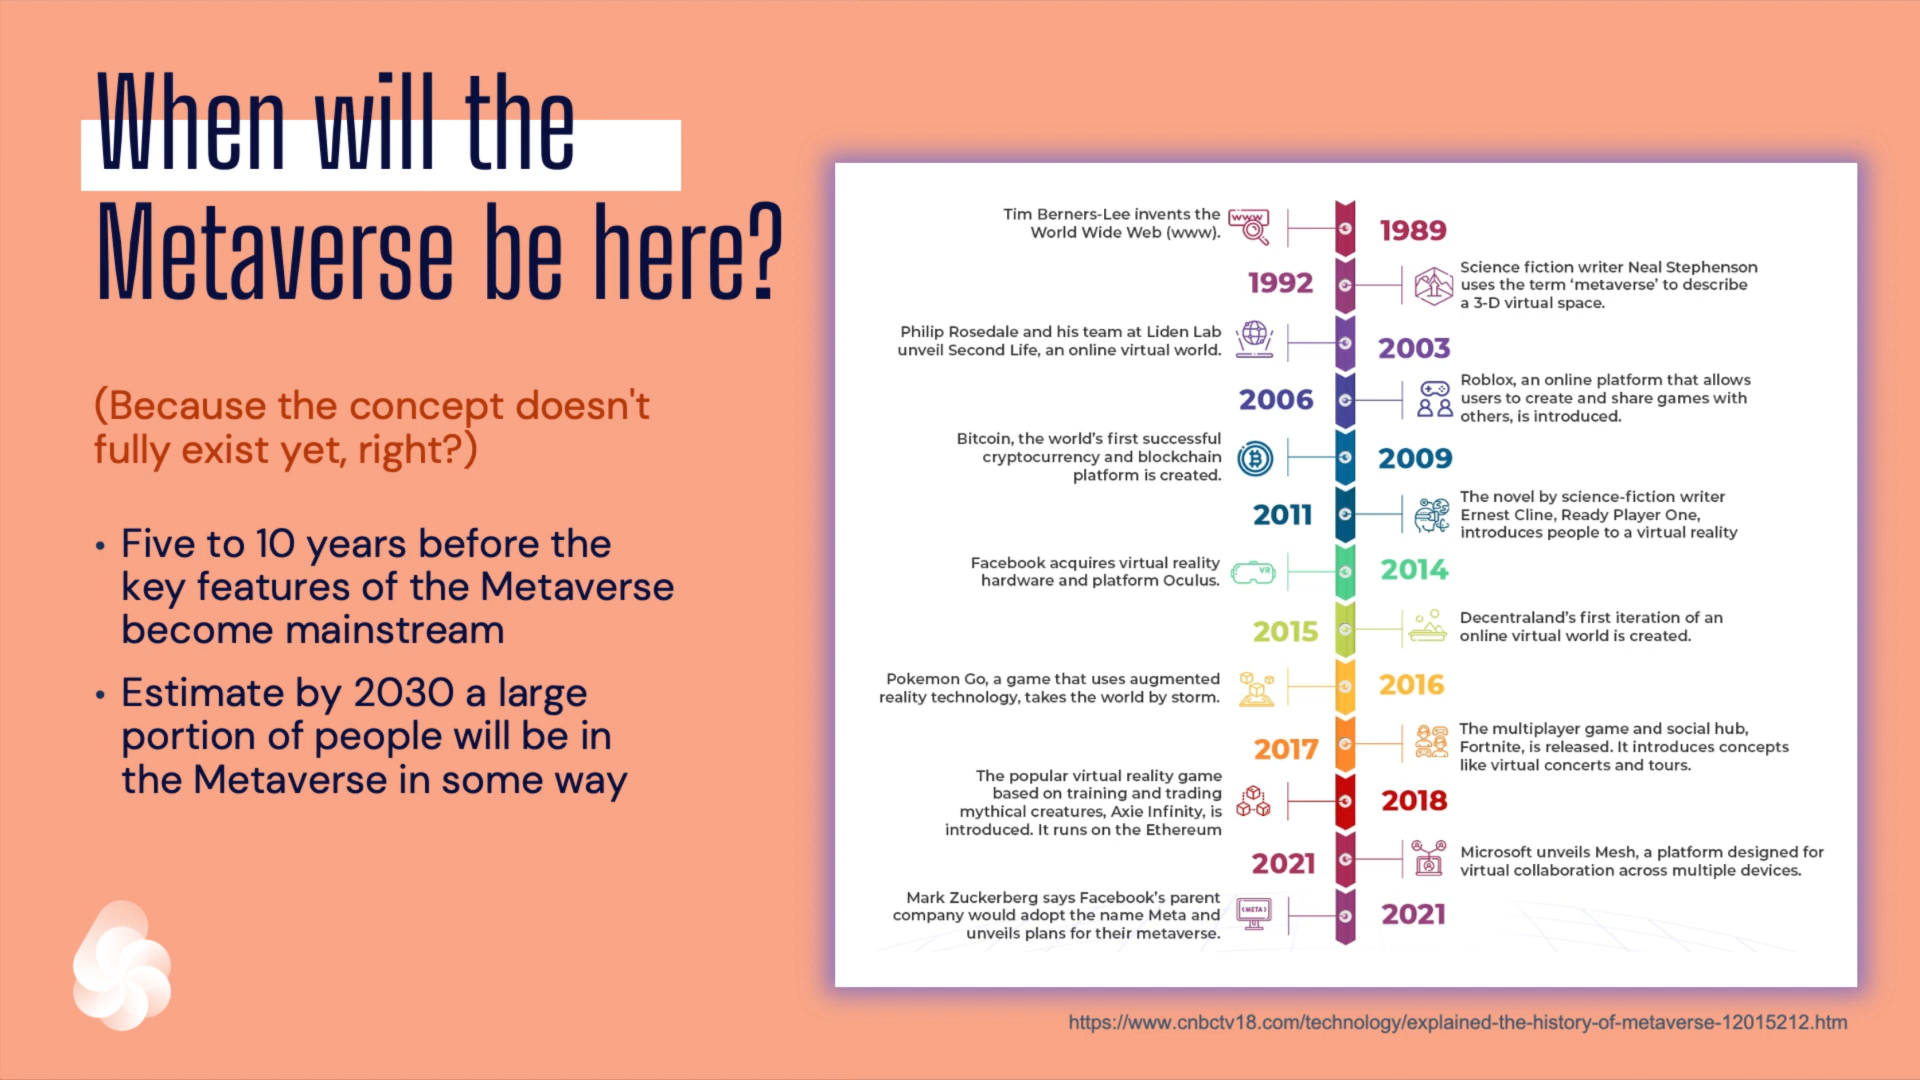 When will the
Metaverse be here?
(Because the concept doesn't
fully exist yet, right?)
• Five to 10 years before the
key features of the Metaverse
become mainstream
• Estimate by 2030 a large
portion of people will be in
the Metaverse in some way
Tim Berners-Lee invents the
World Wide Web (www).
WWW
1989
1992
Science fiction writer Neal Stephenson
uses the term ‘metaverse’ to describe
a 3-D virtual space.
Philip Rosedale and his team at Liden Lab
unveil Second Life, an online virtual world.
2003
2006
Roblox, an online platform that allows
users to create and share games with
others, is introduced.
Bitcoin, the world’s first successful
cryptocurrency and blockchain
platform is created.
2009
2011
The novel by science-fiction writer
Ernest Cline, Ready Player One,
introduces people to a virtual reality
Facebook acquires virtual reality
hardware and platform Oculus.
VR
2014
2015
Decentraland’s first iteration of an
online virtual world is created.
Pokemon Go, a game that uses augmented
reality technology, takes the world by storm.
2016
2017
The multiplayer game and social hub,
Fortnite, is released. It introduces concepts
like virtual concerts and tours.
The popular virtual reality game
based on training and trading
mythical creatures, Axie Infinity, is
introduced. It runs on the Ethereum
2018
2021
Microsoft unveils Mesh, a platform designed for
virtual collaboration across multiple devices.
Mark Zuckerberg says Facebook’s parent
company would adopt the name Meta and
unveils plans for their metaverse.
(META)
2021
https://www.cnbctv18.com/technology/explained-the-history-of-metaverse-12015212.htm